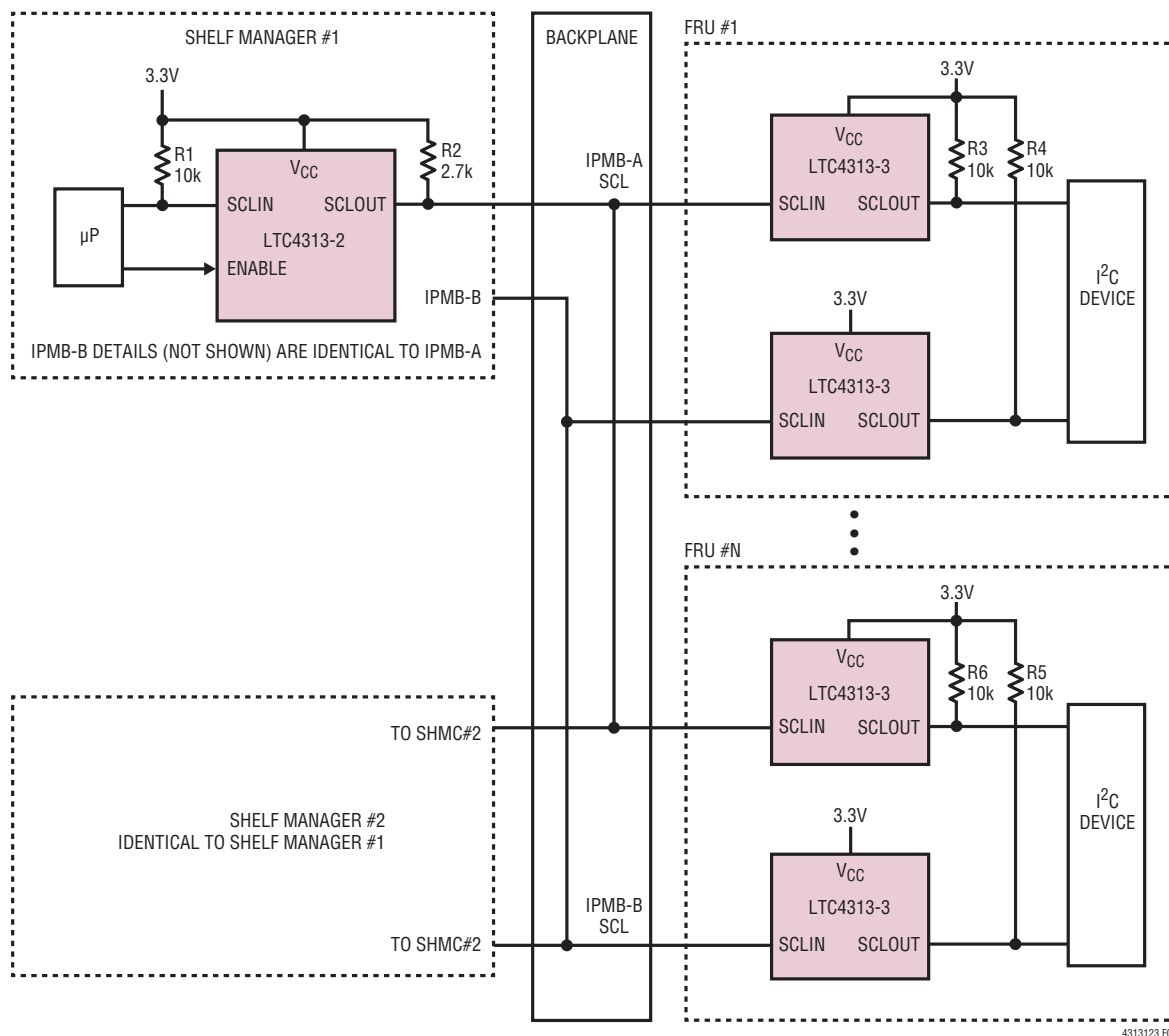 SHELF MANAGER #1
3.3V
R1
10k
VCC
R2
2.7k
µP
SCLIN SCLOUT
LTC4313-2
ENABLE
IPMB-B
IPMB-B DETAILS (NOT SHOWN) ARE IDENTICAL TO IPMB-A
BACKPLANE
IPMB-A
SCL
FRU #1
3.3V
VCC
LTC4313-3
SCLIN SCLOUT
R3
10k
R4
10k
3.3V
VCC
LTC4313-3
SCLIN SCLOUT
I2C
DEVICE
FRU #N
3.3V
VCC
LTC4313-3
SCLIN SCLOUT
R6
10k
R5
10k
3.3V
VCC
LTC4313-3
SCLIN SCLOUT
I2C
DEVICE
TO SHMC#2
SHELF MANAGER #2
IDENTICAL TO SHELF MANAGER #1
TO SHMC#2
IPMB-B
SCL